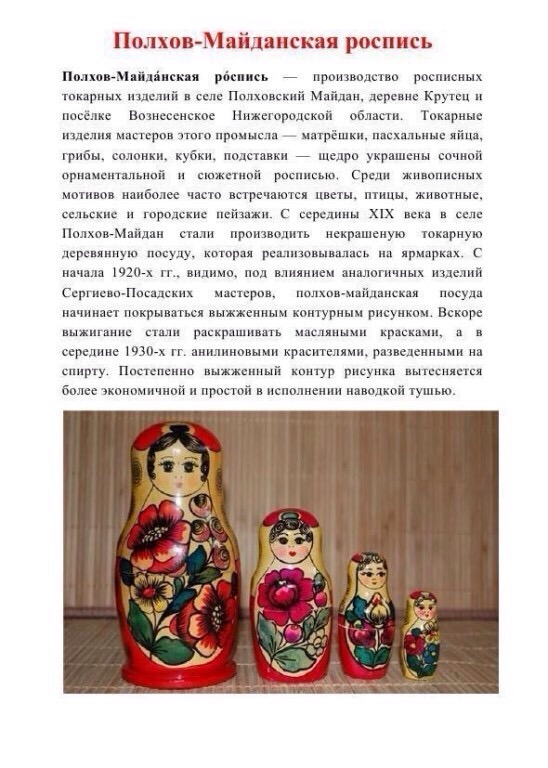 Полхов-Майданская роспись
Полхов-Майда́нская ро́спись — производство росписных
токарных изделий в селе Полховский Майдан, деревне Крутец и
посёлке Вознесенское Нижегородской области. Токарные
изделия мастеров этого промысла — матрёшки, пасхальные яйца,
грибы, солонки, кубки, подставки — щедро украшены сочной
орнаментальной и сюжетной росписью. Среди живописных
мотивов наиболее часто встречаются цветы, птицы, животные,
сельские и городские пейзажи. С середины XIX века в селе
Полхов-Майдан стали производить некрашеную токарную
деревянную посуду, которая реализовывалась на ярмарках. С
начала 1920-х гг., видимо, под влиянием аналогичных изделий
Сергиево-Посадских мастеров, полхов-майданская посуда
начинает покрываться выжженным контурным рисунком. Вскоре
выжигание стали раскрашивать масляными красками, а в
середине 1930-х гг. анилиновыми красителями, разведенными на
спирту. Постепенно выжженный контур рисунка вытесняется
более экономичной и простой в исполнении наводкой тушью.